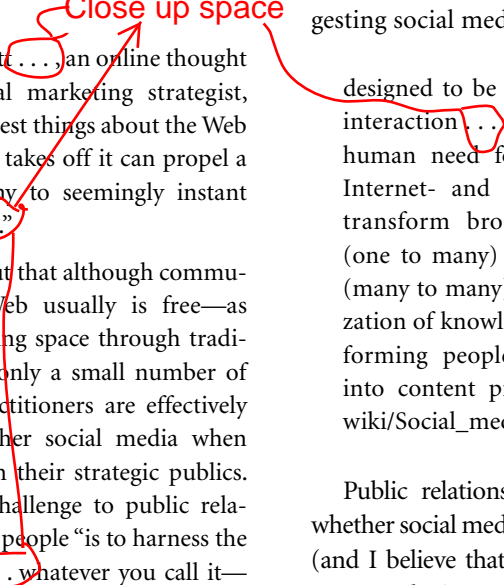 Close up space
tt . . . , an online thought
al marketing strategist,
est things about the Web
takes off it can propel a
ny to seemingly instant
.”
ut that although commu-
Veb usually is free—as
ng space through tradi-
only a small number of
ctitioners are effectively
her social media when
n their strategic publics.
hallenge to public rela-
people “is to harness the
. whatever you call it—
gesting social med
designed to be
interaction . . .
human need fo
Internet- and
transform bro
(one to many)
(many to many)
zation of knowl
forming people
into content p
wiki/Social_med
Public relations
whether social med
(and I believe that